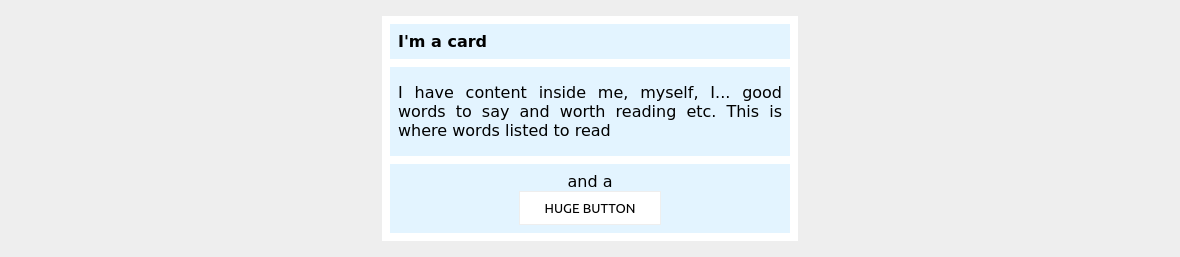 I'm a card
I have content inside me, myself, I... good
words to say and worth reading etc. This is
where words listed to read
and a
HUGE BUTTON